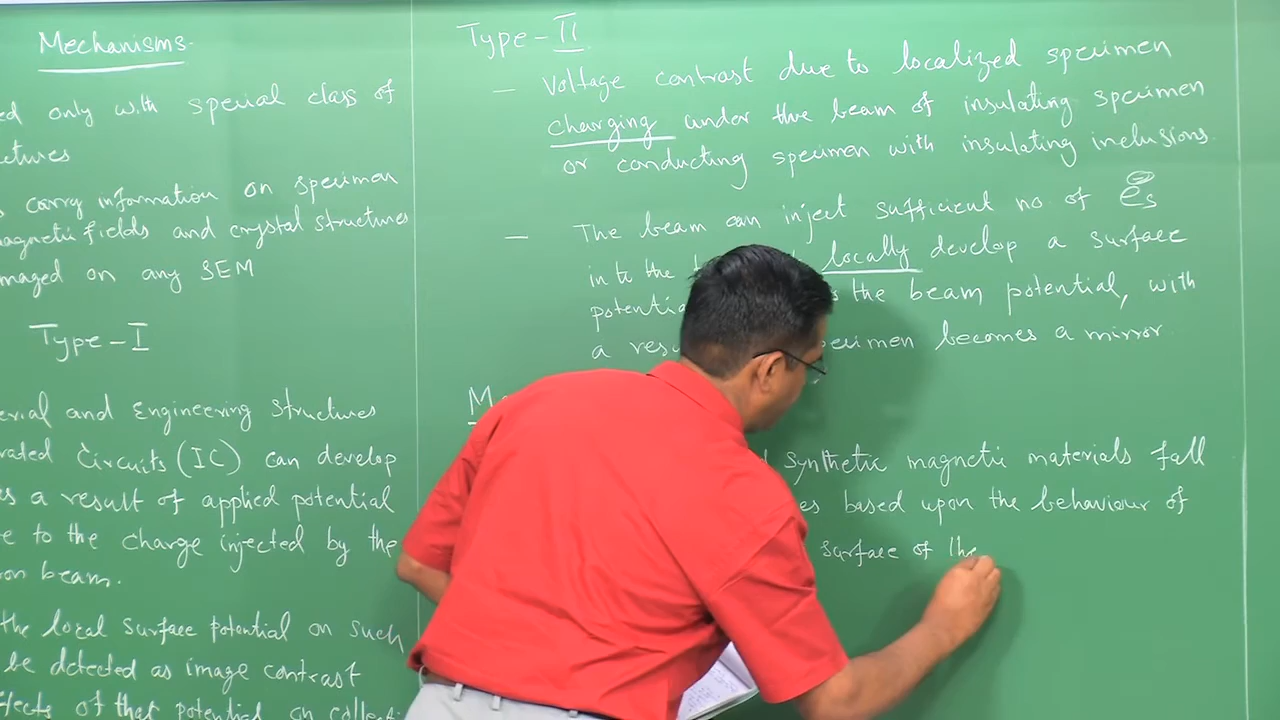 Mechanisms.
ed only with special class of
ctures
s carry information on specimen
agnetic fields and crystal structures
maged on any SEM
Type-I
erial and Engineering Structures
rated Circuits (IC) can develop
as a result of applied potential
e to the charge injected by the
on beam.
the local surface potential on such
be detected as image contrast
ffects of that potential on collecti
Type-II
— Voltage contrast due to localized specimen
charging under the beam of insulating specimen
or conducting specimen with insulating inclusions.
— The beam can inject sufficient no of es
into the locally develop a surface
potentia the beam potential, with
a resu ecimen becomes a mirror
M
d synthetic magnetic materials fall
es based upon the behaviour of
surface of the